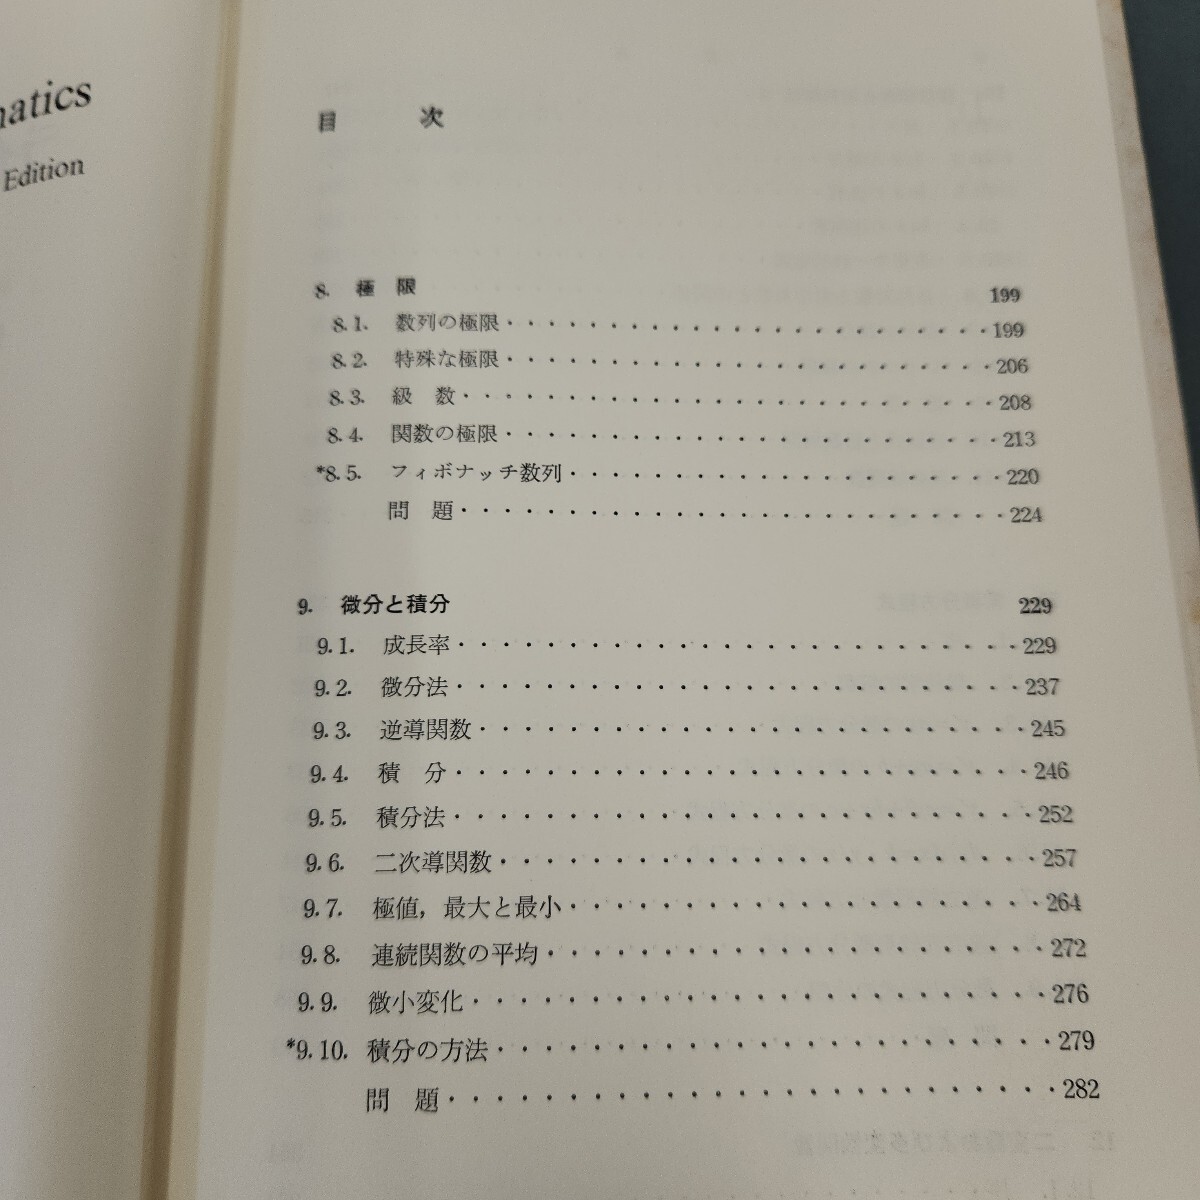 Edition
目 次
8. 極 限 199
8.1. 数列の極限 199
8.2. 特殊な極限 206
8.3. 級 数 208
8.4. 関数の極限 213
*8.5. フィボナッチ数列 220
問 題 224
9. 微分と積分 229
9.1. 成長率 229
9.2. 微分法 237
9.3. 逆導関数 245
9.4. 積 分 246
9.5. 積分法 252
9.6. 二次導関数 257
9.7. 極値，最大と最小 264
9.8. 連続関数の平均 272
9.9. 微小変化 276
*9.10. 積分の方法 279
問 題 282